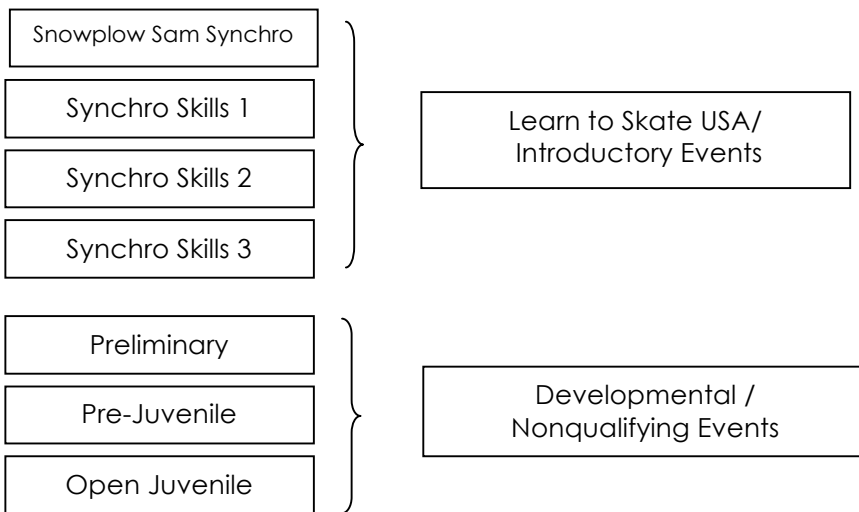 Snowplow Sam Synchro
Synchro Skills 1
Synchro Skills 2
Synchro Skills 3
Learn to Skate USA/
Introductory Events
Preliminary
Pre-Juvenile
Open Juvenile
Developmental /
Nonqualifying Events